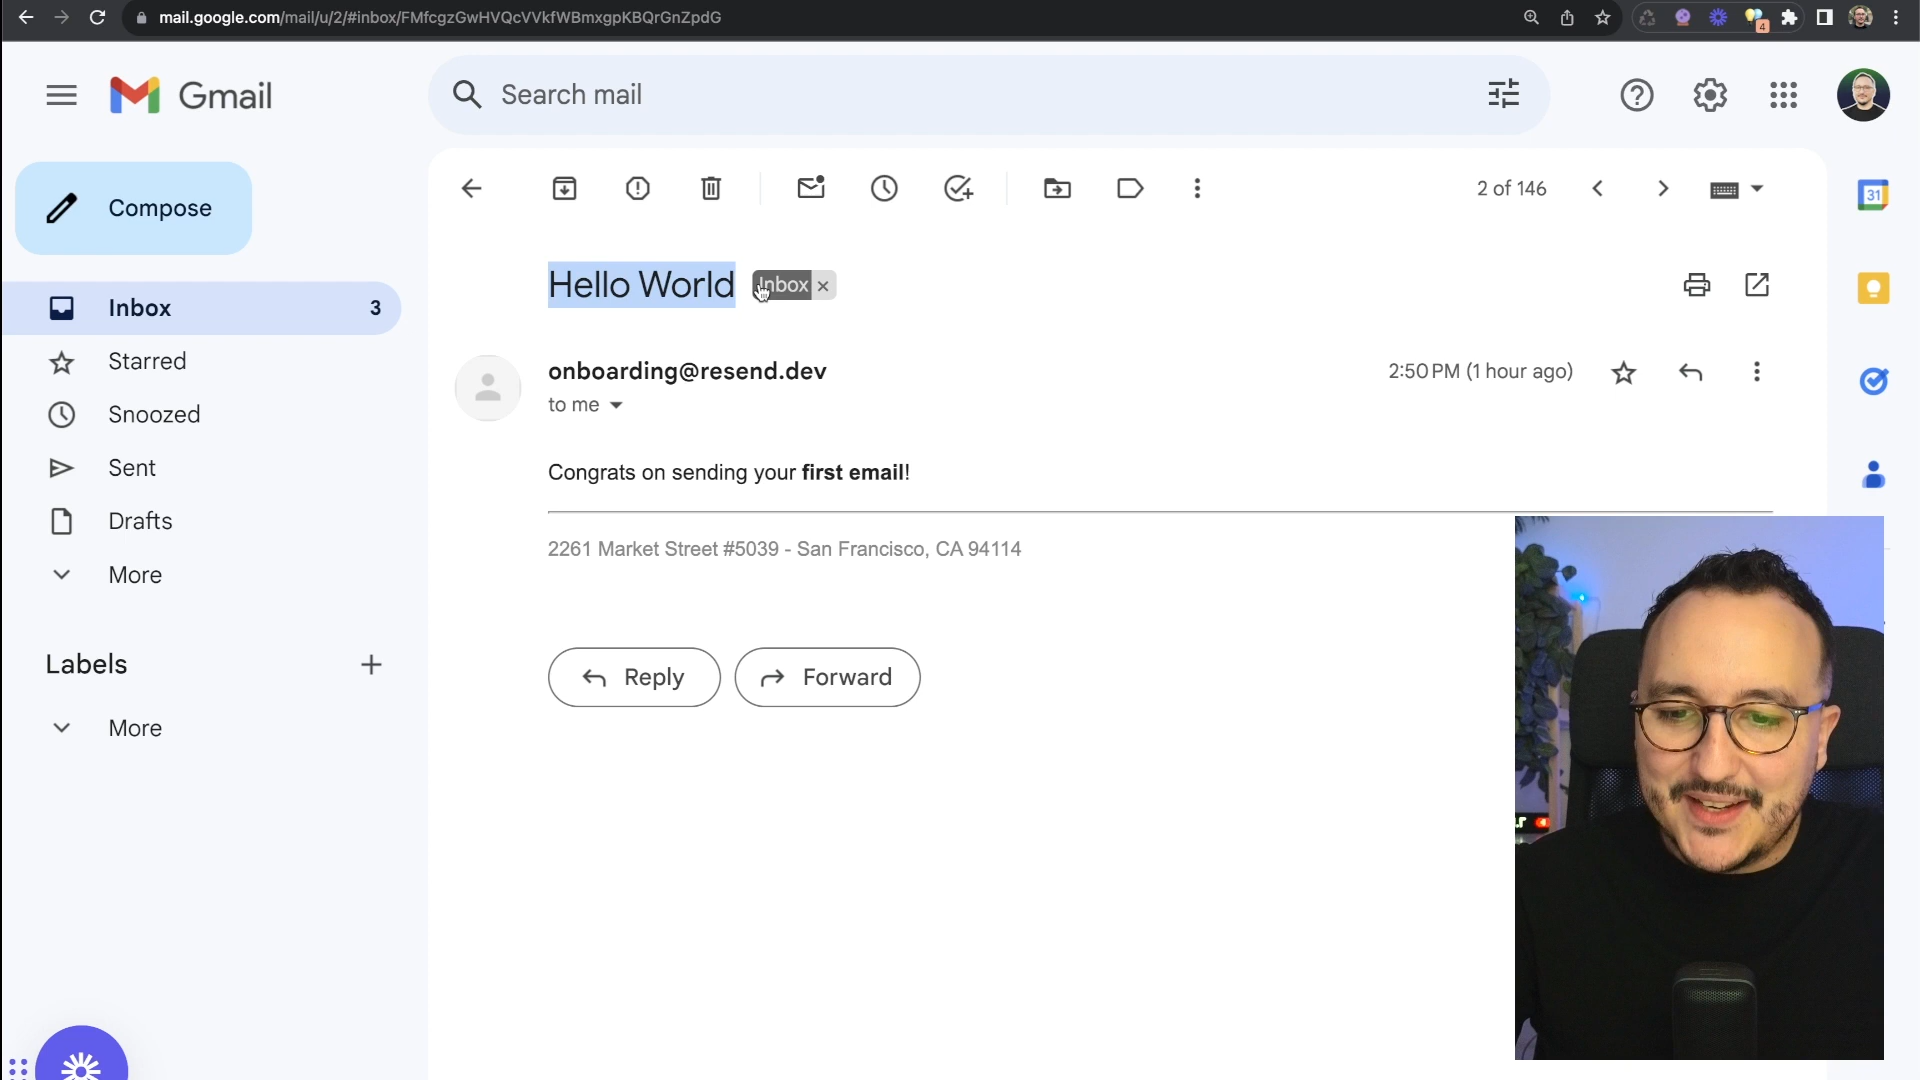 mail.google.com/mail/u/2/#inbox/FMfcgzGwHVQcVVkfWBmxgpKBQrGnZpdG
4
Gmail
Search mail
Compose
2 of 146
31
Hello World
Inbox
Inbox 3
onboarding@resend.dev
2:50 PM (1 hour ago)
to me
Starred
Snoozed
Sent
Drafts
More
Congrats on sending your first email!
2261 Market Street #5039 - San Francisco, CA 94114
Reply
Forward
Labels
More